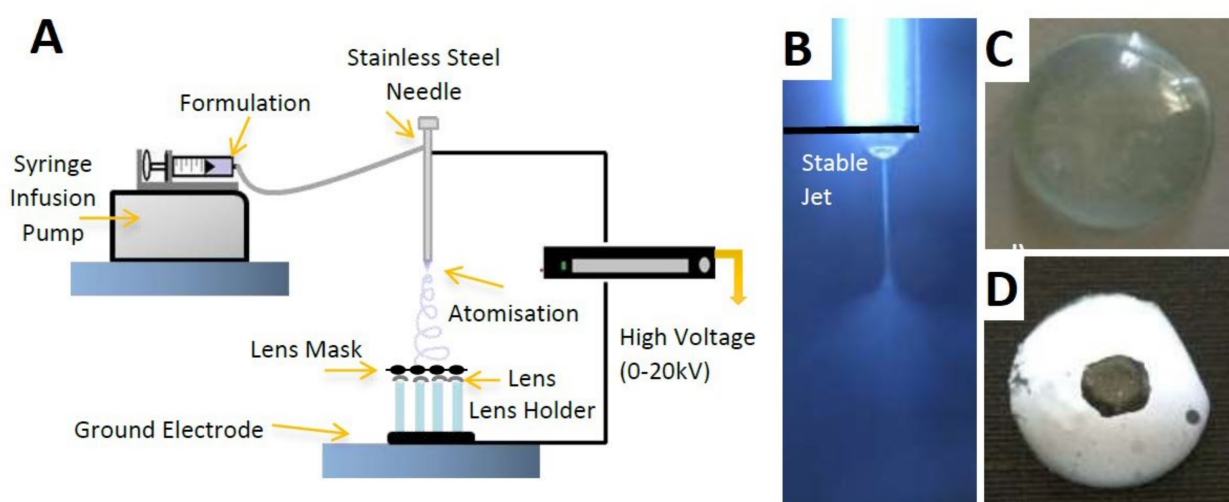 A
Stainless Steel
Needle
Formulation
Syringe
Infusion
Pump
Atomisation
High Voltage
(0-20kV)
Lens Mask
Lens
Lens Holder
Ground Electrode
B
Stable
Jet
C
D